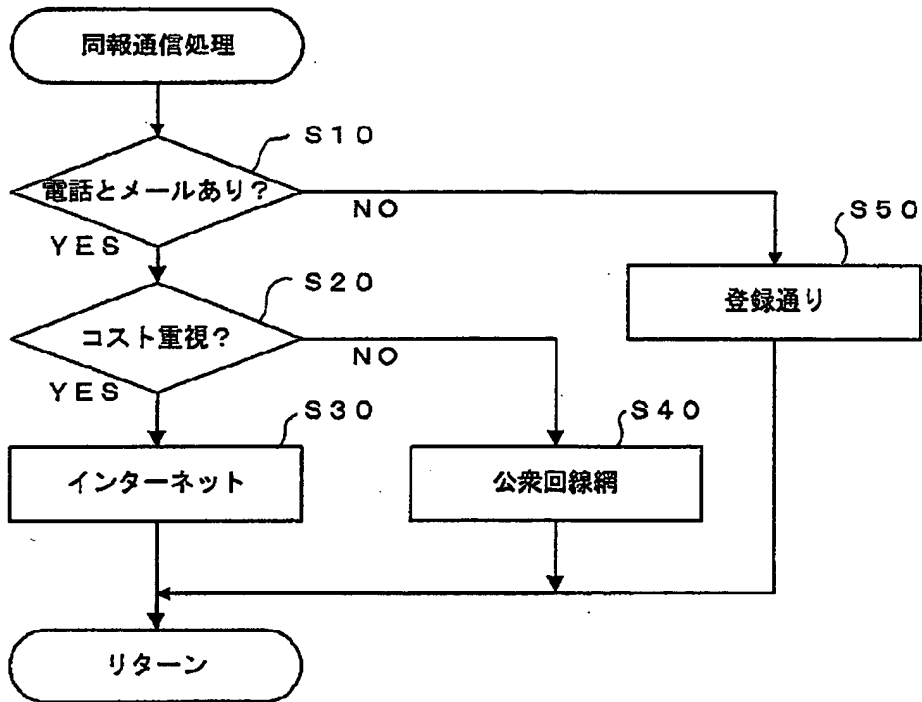 同報通信処理
S10
電話とメールあり?
NO
YES
S50
登録通り
S20
コスト重視?
NO
YES
S30
インターネット
S40
公衆回線網
リターン